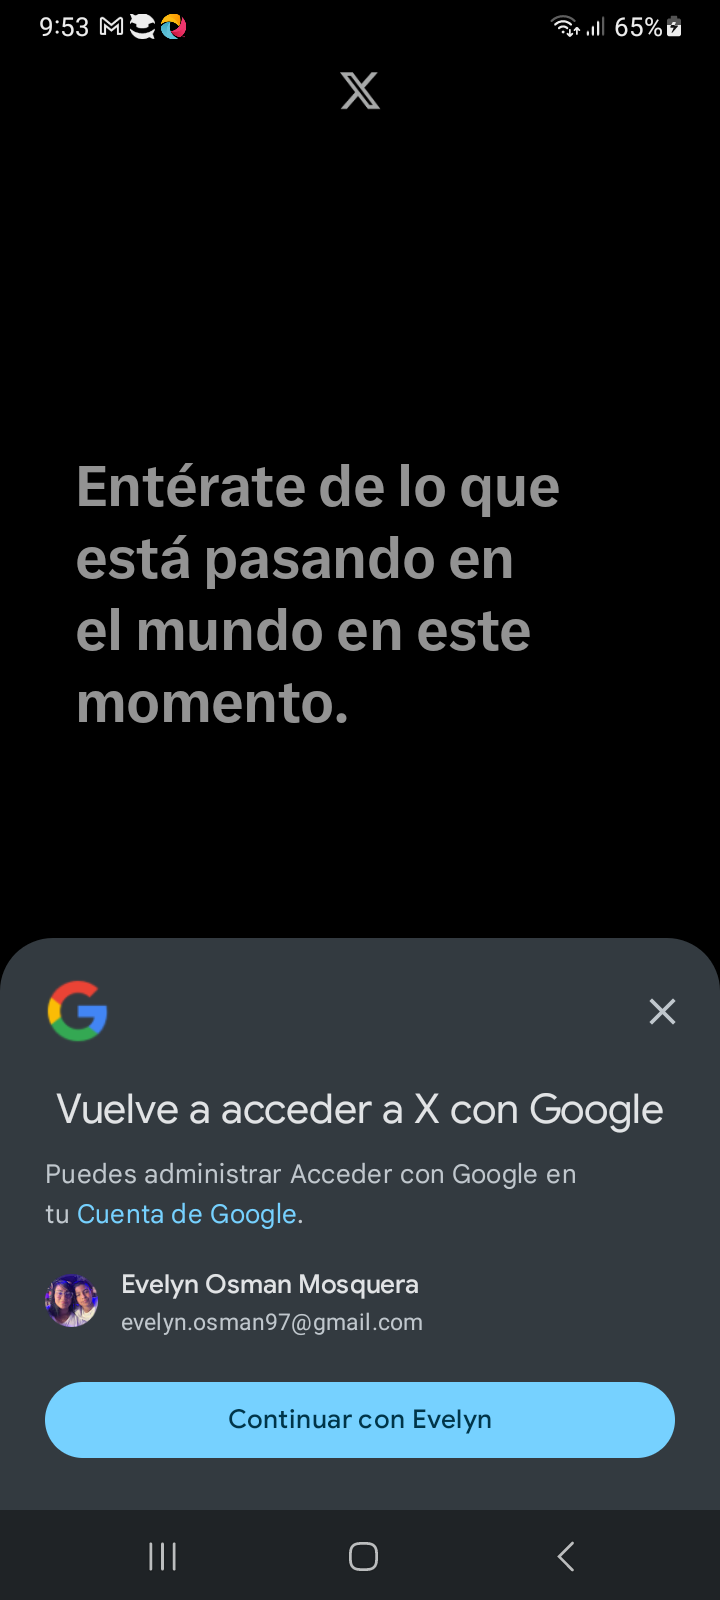 9:53
65%
Entérate de lo que
está pasando en
el mundo en este
momento.
Vuelve a acceder a X con Google
Puedes administrar Acceder con Google en
tu Cuenta de Google.
Evelyn Osman Mosquera
evelyn.osman97@gmail.com
Continuar con Evelyn